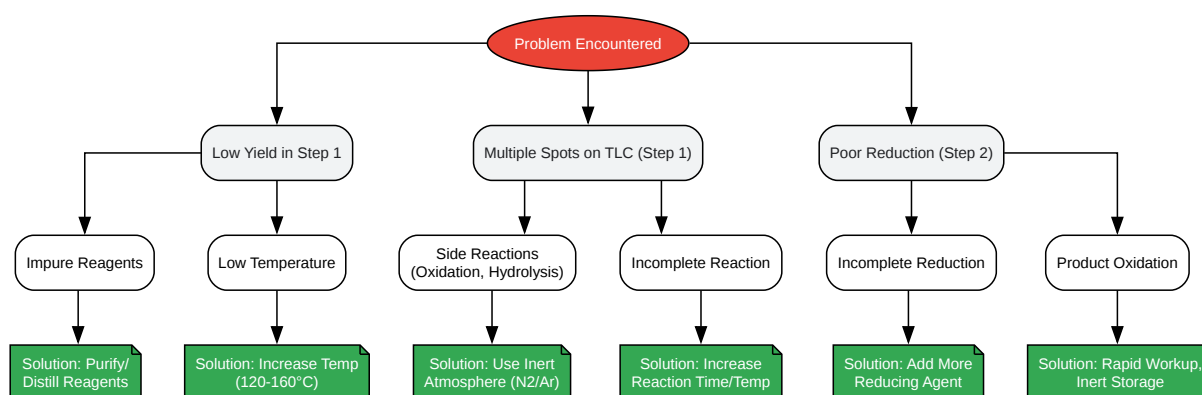 Problem Encountered
Low Yield in Step 1
Multiple Spots on TLC (Step 1)
Poor Reduction (Step 2)
Impure Reagents
Low Temperature
Side Reactions
(Oxidation, Hydrolysis)
Incomplete Reaction
Incomplete Reduction
Product Oxidation
Solution: Purify/
Distill Reagents
Solution: Increase Temp
(120-160°C)
Solution: Use Inert
Atmosphere (N2/Ar)
Solution: Increase
Reaction Time/Temp
Solution: Add More
Reducing Agent
Solution: Rapid Workup,
Inert Storage